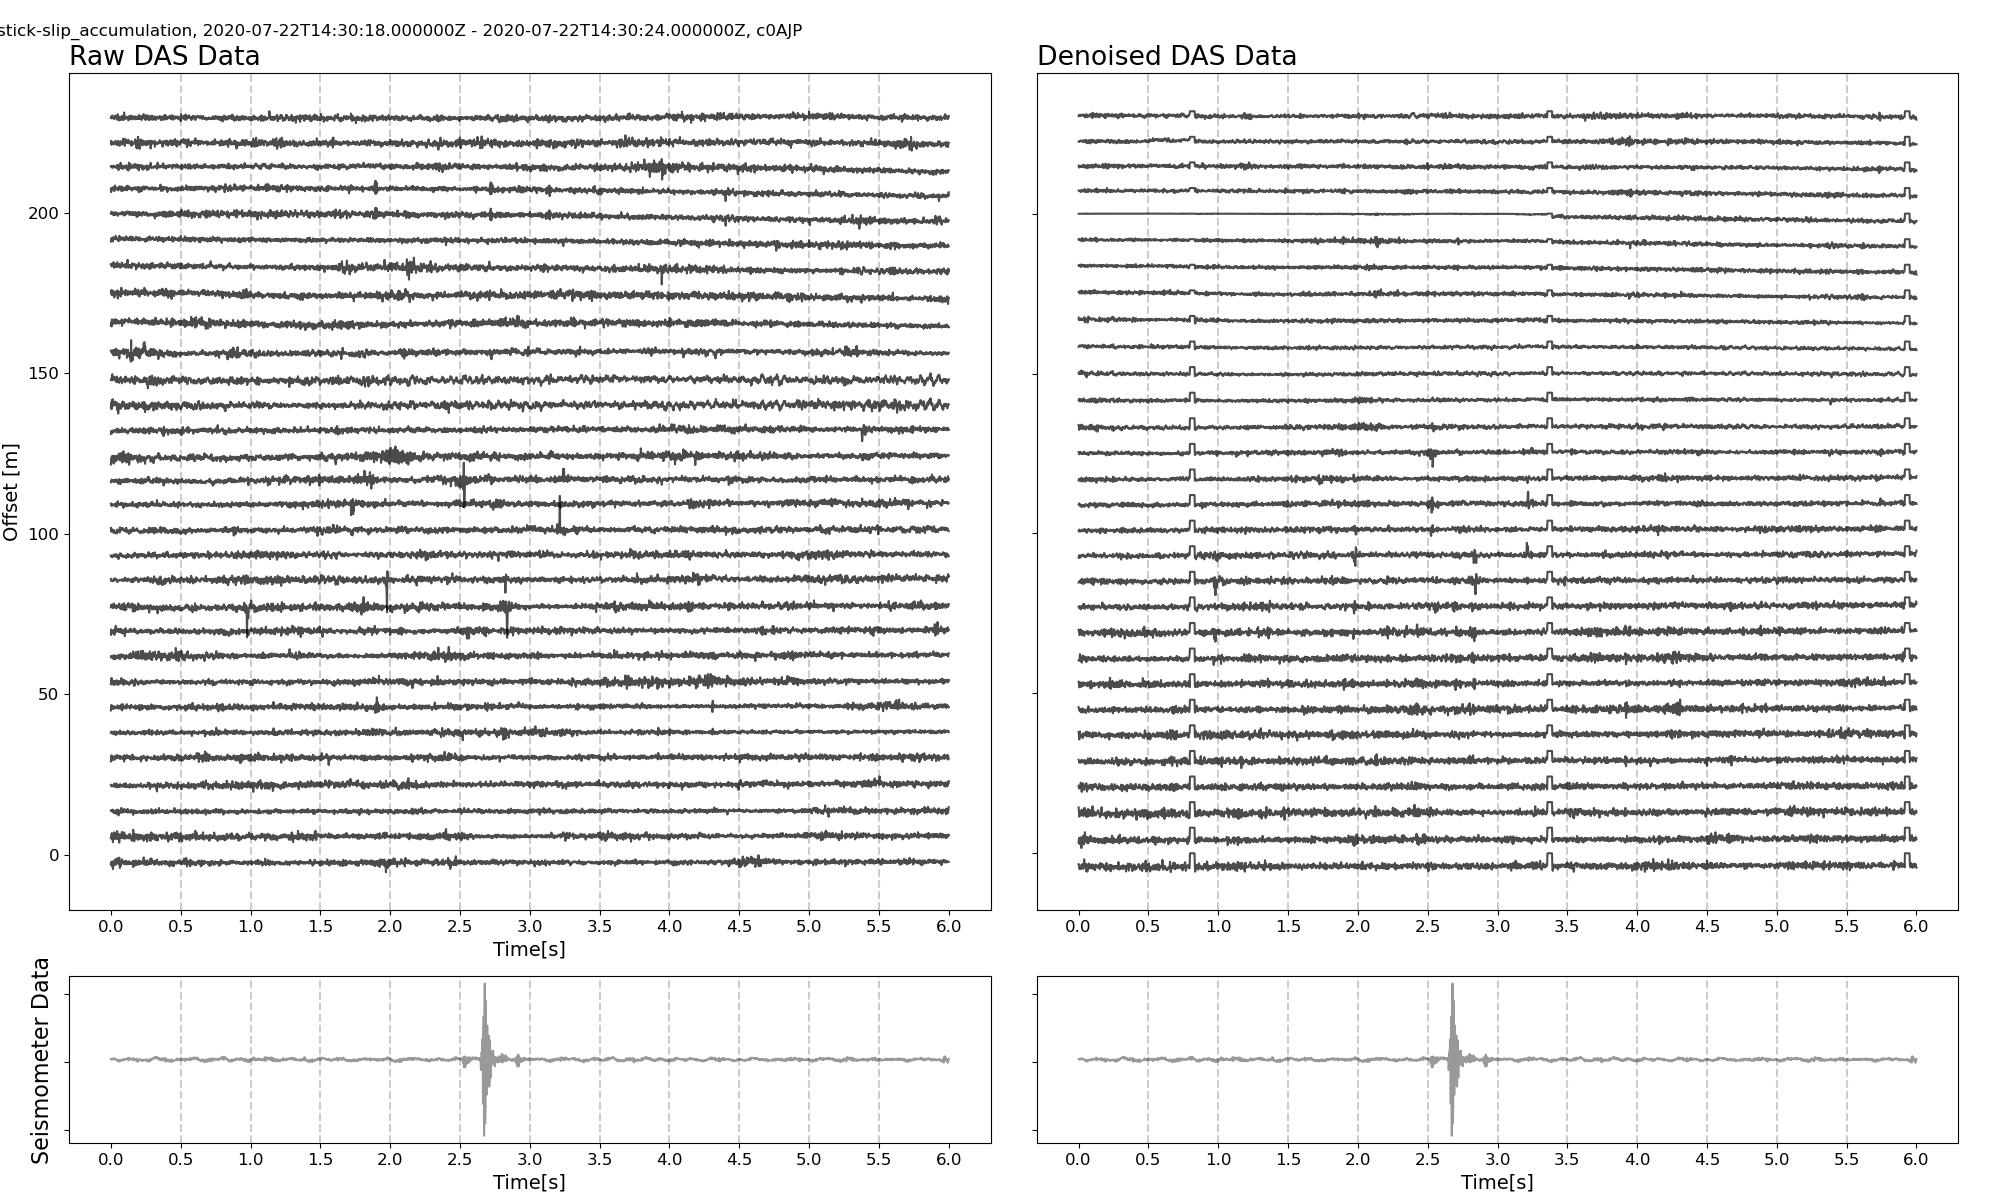 stick-slip_accumulation, 2020-07-22T14:30:18.000000Z - 2020-07-22T14:30:24.000000Z, c0AJP
Raw DAS Data
Denoised DAS Data
Offset [m]
200
150
100
50
0
0.0 0.5 1.0 1.5 2.0 2.5 3.0 3.5 4.0 4.5 5.0 5.5 6.0
Time[s]
0.0 0.5 1.0 1.5 2.0 2.5 3.0 3.5 4.0 4.5 5.0 5.5 6.0
Seismometer Data
0.0 0.5 1.0 1.5 2.0 2.5 3.0 3.5 4.0 4.5 5.0 5.5 6.0
Time[s]
0.0 0.5 1.0 1.5 2.0 2.5 3.0 3.5 4.0 4.5 5.0 5.5 6.0
Time[s]